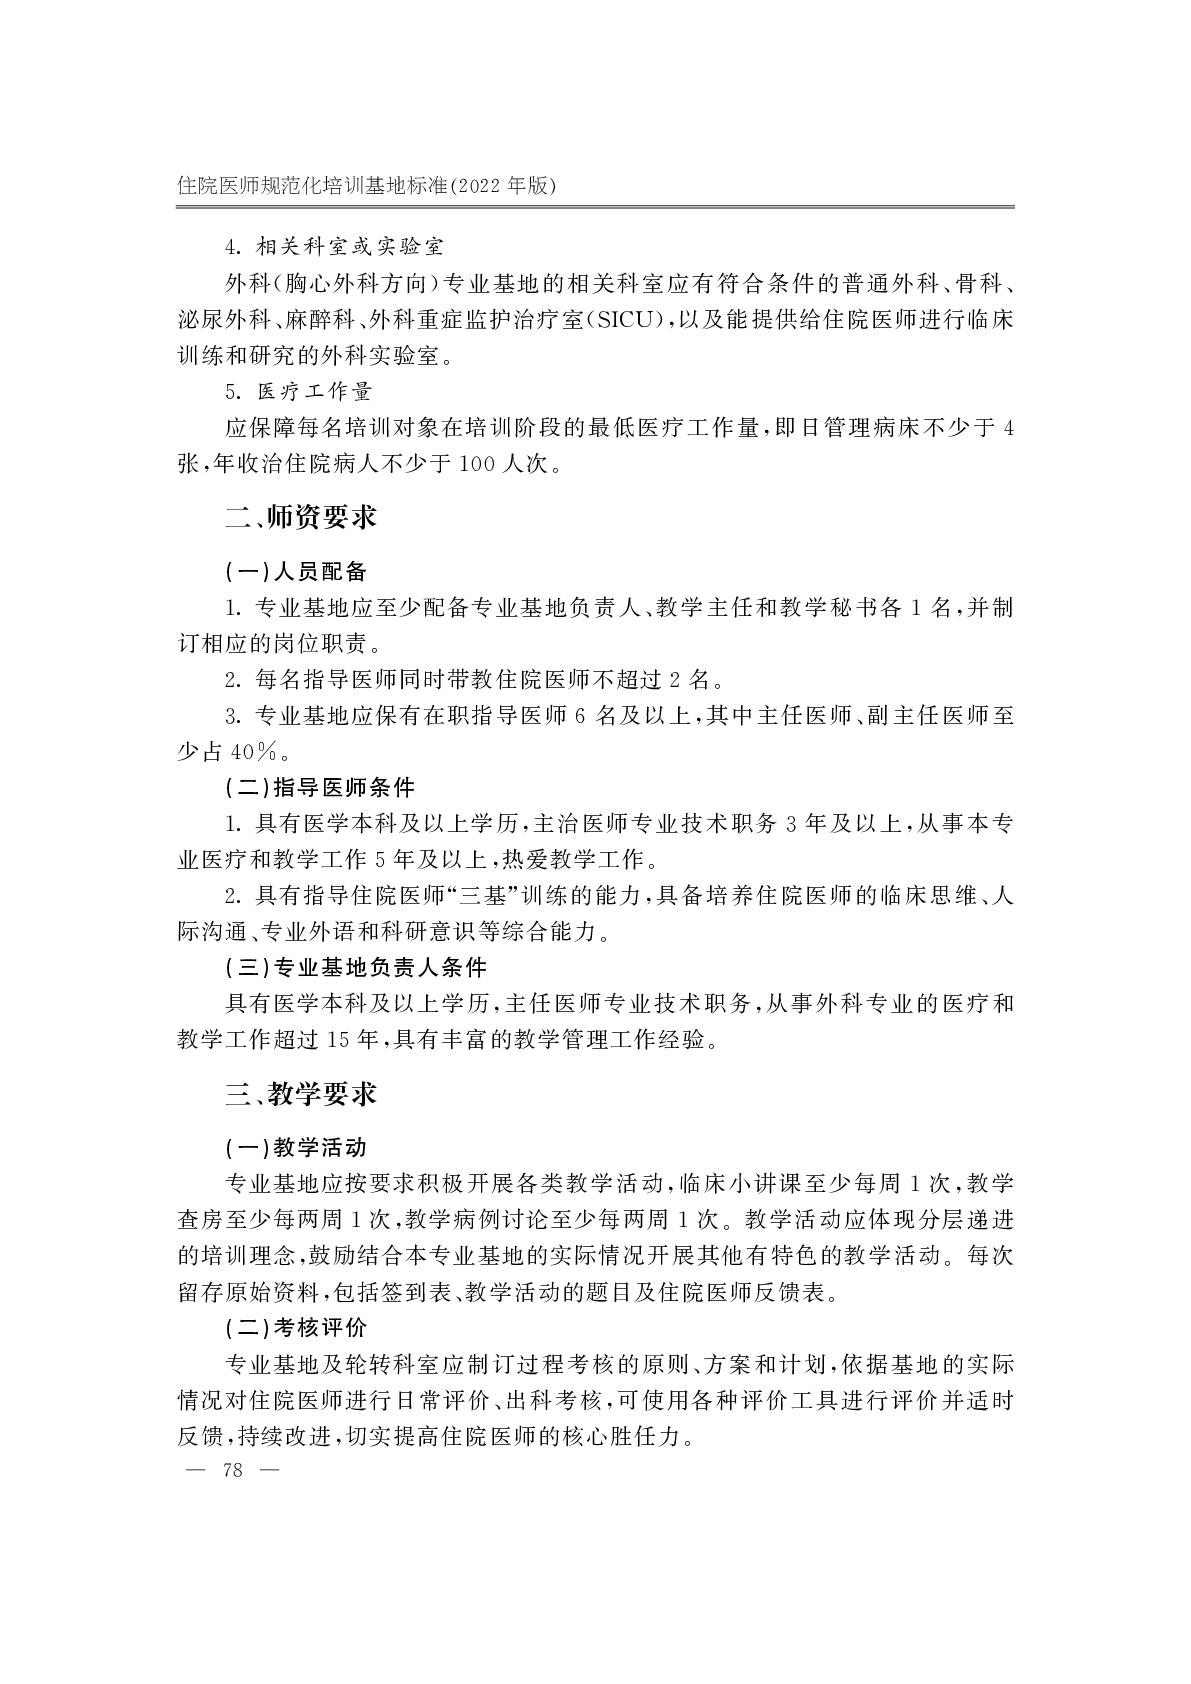 住院医师规范化培训基地标准(2022 年版)
4. 相关科室或实验室
外科(胸心外科方向)专业基地的相关科室应有符合条件的普通外科、骨科、
泌尿外科、麻醉科、外科重症监护治疗室(SICU),以及能提供给住院医师进行临床
训练和研究的外科实验室。
5. 医疗工作量
应保障每名培训对象在培训阶段的最低医疗工作量,即日管理病床不少于 4
张,年收治住院病人不少于 100 人次。
二、师资要求
(一)人员配备
1. 专业基地应至少配备专业基地负责人、教学主任和教学秘书各 1 名,并制
订相应的岗位职责。
2. 每名指导医师同时带教住院医师不超过 2 名。
3. 专业基地应保有在职指导医师 6 名及以上,其中主任医师、副主任医师至
少占 40%。
(二)指导医师条件
1. 具有医学本科及以上学历,主治医师专业技术职务 3 年及以上,从事本专
业医疗和教学工作 5 年及以上,热爱教学工作。
2. 具有指导住院医师“三基”训练的能力,具备培养住院医师的临床思维、人
际沟通、专业外语和科研意识等综合能力。
(三)专业基地负责人条件
具有医学本科及以上学历,主任医师专业技术职务,从事外科专业的医疗和
教学工作超过 15 年,具有丰富的教学管理工作经验。
三、教学要求
(一)教学活动
专业基地应按要求积极开展各类教学活动,临床小讲课至少每周 1 次,教学
查房至少每两周 1 次,教学病例讨论至少每两周 1 次。教学活动应体现分层递进
的培训理念,鼓励结合本专业基地的实际情况开展其他有特色的教学活动。每次
留存原始资料,包括签到表、教学活动的题目及住院医师反馈表。
(二)考核评价
专业基地及轮转科室应制订过程考核的原则、方案和计划,依据基地的实际
情况对住院医师进行日常评价、出科考核,可使用各种评价工具进行评价并适时
反馈,持续改进,切实提高住院医师的核心胜任力。
— 78 —